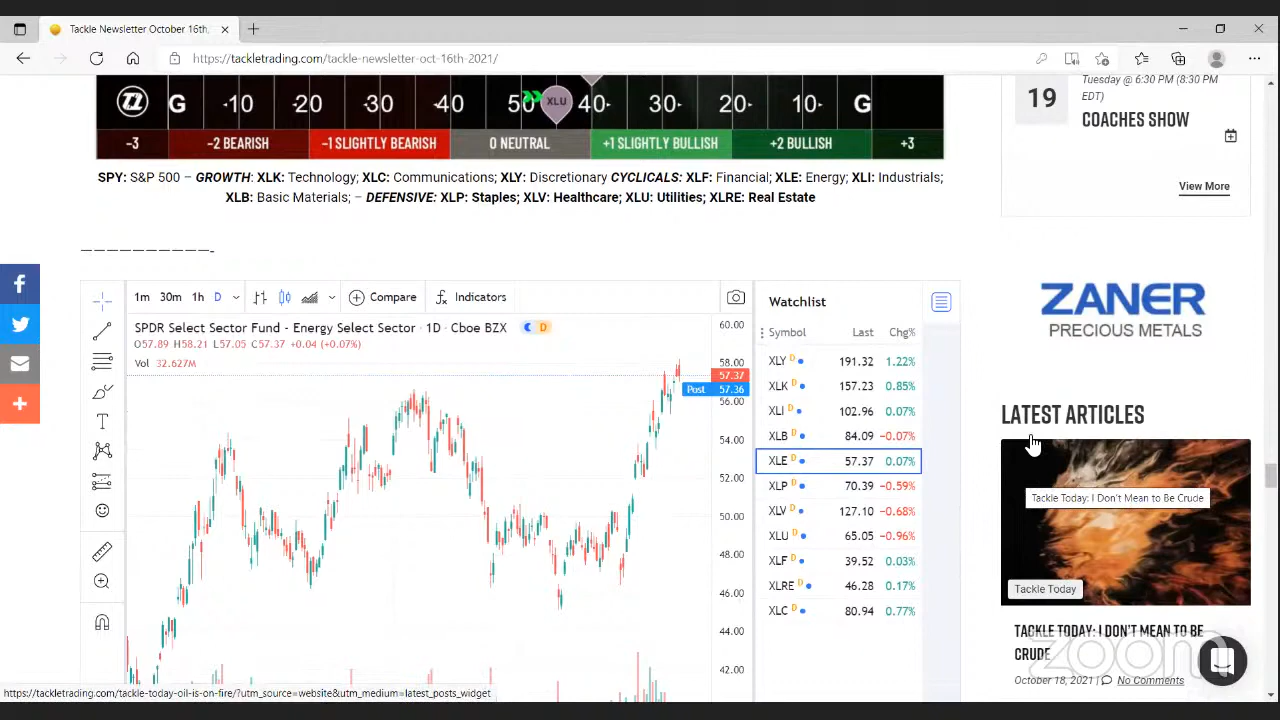 Tackle Newsletter October 16th,
https://tackletrading.com/tackle-newsletter-oct-16th-2021/
G -10 -20 -30 -40 50 XLU 40 30 20 10 G
-3 -2 BEARISH -1 SLIGHTLY BEARISH 0 NEUTRAL +1 SLIGHTLY BULLISH +2 BULLISH +3
SPY: S&P 500 – GROWTH: XLK: Technology; XLC: Communications; XLY: Discretionary CYCLICALS: XLF: Financial; XLE: Energy; XLI: Industrials;
XLB: Basic Materials; – DEFENSIVE: XLP: Staples; XLV: Healthcare; XLU: Utilities; XLRE: Real Estate
——————————-
1m 30m 1h D Compare Indicators
SPDR Select Sector Fund - Energy Select Sector · 1D · Cboe BZX D
O57.89 H58.21 L57.05 C57.37 +0.04 (+0.07%)
Vol 32.627M
60.00
58.00
57.37
Post 57.36
56.00
54.00
52.00
50.00
48.00
46.00
44.00
42.00
Watchlist
Symbol Last Chg%
XLY D 191.32 1.22%
XLK D 157.23 0.85%
XLI D 102.96 0.07%
XLB D 84.09 −0.07%
XLE D 57.37 0.07%
XLP D 70.39 −0.59%
XLV D 127.10 −0.68%
XLU D 65.05 −0.96%
XLF D 39.52 0.03%
XLRE D 46.28 0.17%
XLC D 80.94 0.77%
19
Tuesday @ 6:30 PM (8:30 PM
EDT)
COACHES SHOW
View More
ZANER
PRECIOUS METALS
LATEST ARTICLES
Tackle Today: I Don't Mean to Be Crude
Tackle Today
TACKLE TODAY: I DON'T MEAN TO BE
CRUDE
October 18, 2021 | No Comments
zoom
https://tackletrading.com/tackle-today-oil-is-on-fire/?utm_source=website&utm_medium=latest_posts_widget